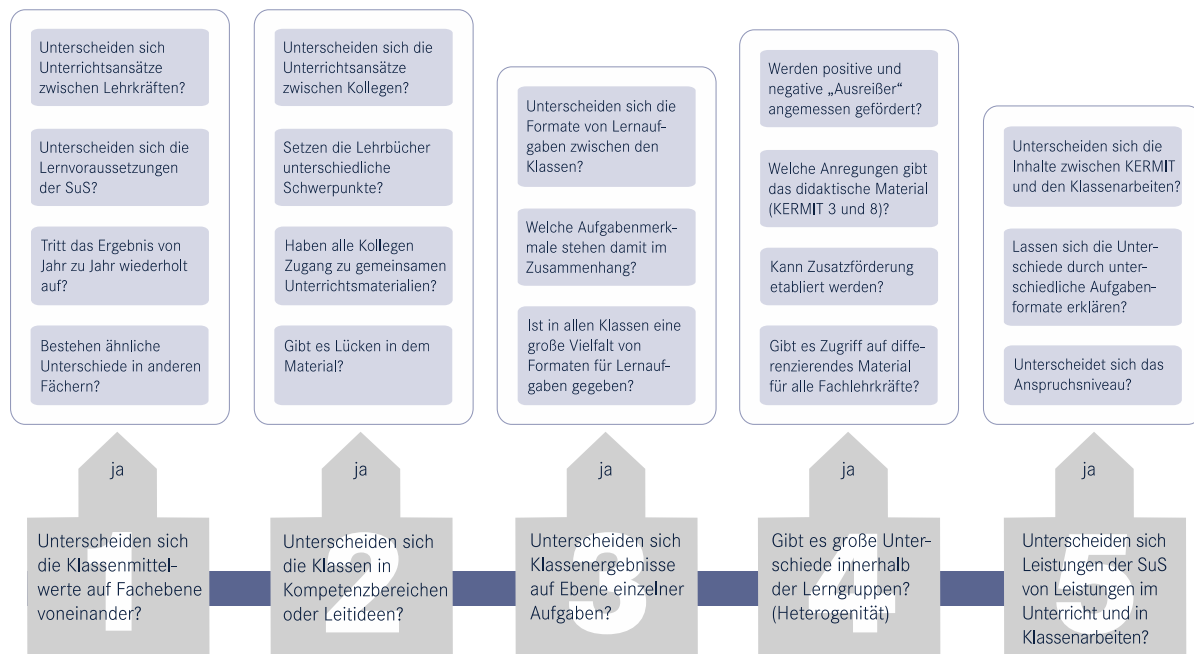 Unterscheiden sich
Unterrichtsansätze
zwischen Lehrkräften?
Unterscheiden sich die
Lernvoraussetzungen
der SuS?
Tritt das Ergebnis von
Jahr zu Jahr wiederholt
auf?
Bestehen ähnliche
Unterschiede in anderen
Fächern?
Unterscheiden sich die
Unterrichtsansätze
zwischen Kollegen?
Setzen die Lehrbücher
unterschiedliche
Schwerpunkte?
Haben alle Kollegen
Zugang zu gemeinsamen
Unterrichtsmaterialien?
Gibt es Lücken in dem
Material?
Unterscheiden sich die
Formate von Lernauf-
gaben zwischen den
Klassen?
Welche Aufgabenmerk-
male stehen damit im
Zusammenhang?
Ist in allen Klassen eine
große Vielfalt von
Formaten für Lernauf-
gaben gegeben?
Werden positive und
negative „Ausreißer“
angemessen gefördert?
Welche Anregungen gibt
das didaktische Material
(KERMIT 3 und 8)?
Kann Zusatzförderung
etabliert werden?
Gibt es Zugriff auf diffe-
renzierendes Material
für alle Fachlehrkräfte?
Unterscheiden sich die
Inhalte zwischen KERMIT
und den Klassenarbeiten?
Lassen sich die Unter-
schiede durch unter-
schiedliche Aufgaben-
formate erklären?
Unterscheidet sich das
Anspruchsniveau?
ja
ja
ja
ja
ja
1
Unterscheiden sich
die Klassenmittel-
werte auf Fachebene
voneinander?
2
Unterscheiden sich
die Klassen in
Kompetenzbereichen
oder Leitideen?
3
Unterscheiden sich
Klassenergebnisse
auf Ebene einzelner
Aufgaben?
4
Gibt es große Unter-
schiede innerhalb
der Lerngruppen?
(Heterogenität)
5
Unterscheiden sich
Leistungen der SuS
von Leistungen im
Unterricht und in
Klassenarbeiten?